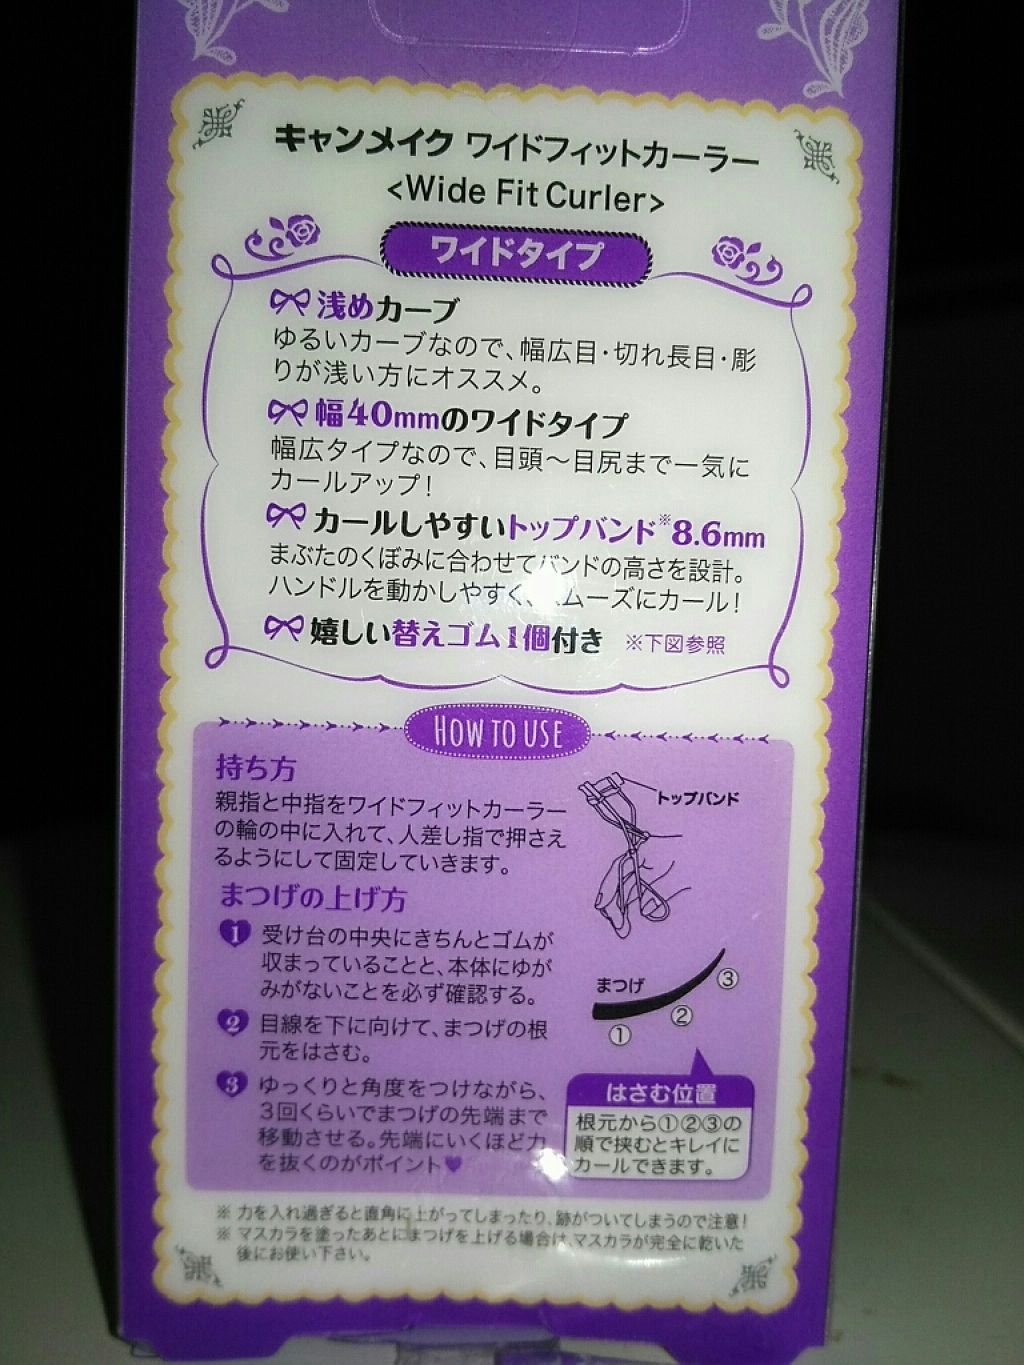 キャンメイク ワイドフィットカーラー
<Wide Fit Curler>
ワイドタイプ
浅めカーブ
ゆるいカーブなので、幅広目・切れ長目・彫
りが浅い方にオススメ。
幅40mmのワイドタイプ
幅広タイプなので、目頭～目尻まで一気に
カールアップ!
カールしやすいトップバンド※8.6mm
まぶたのくぼみに合わせてバンドの高さを設計。
ハンドルを動かしやすく、スムーズにカール!
嬉しい替えゴム1個付き ※下図参照
HOW TO USE
持ち方
親指と中指をワイドフィットカーラー
の輪の中に入れて、人差し指で押さえ
るようにして固定していきます。
トップバンド
まつげの上げ方
1 受け台の中央にきちんとゴムが
収まっていることと、本体にゆが
みがないことを必ず確認する。
2 目線を下に向けて、まつげの根
元をはさむ。
3 ゆっくりと角度をつけながら、
3回くらいでまつげの先端まで
移動させる。先端にいくほど力
を抜くのがポイント♥
まつげ
①
②
③
はさむ位置
根元から①②③の
順で挟むとキレイに
カールできます。
※ 力を入れ過ぎると直角に上がってしまったり、跡がついてしまうので注意!
※ マスカラを塗ったあとにまつげを上げる場合は、マスカラが完全に乾いた
後にお使い下さい。